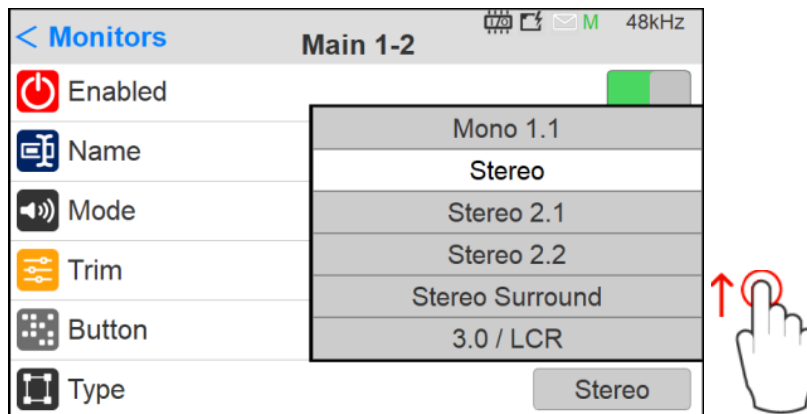 < Monitors
Main 1-2
I/O
M
48kHz
Enabled
Name
Mode
Trim
Button
Type
Mono 1.1
Stereo
Stereo 2.1
Stereo 2.2
Stereo Surround
3.0 / LCR
Stereo